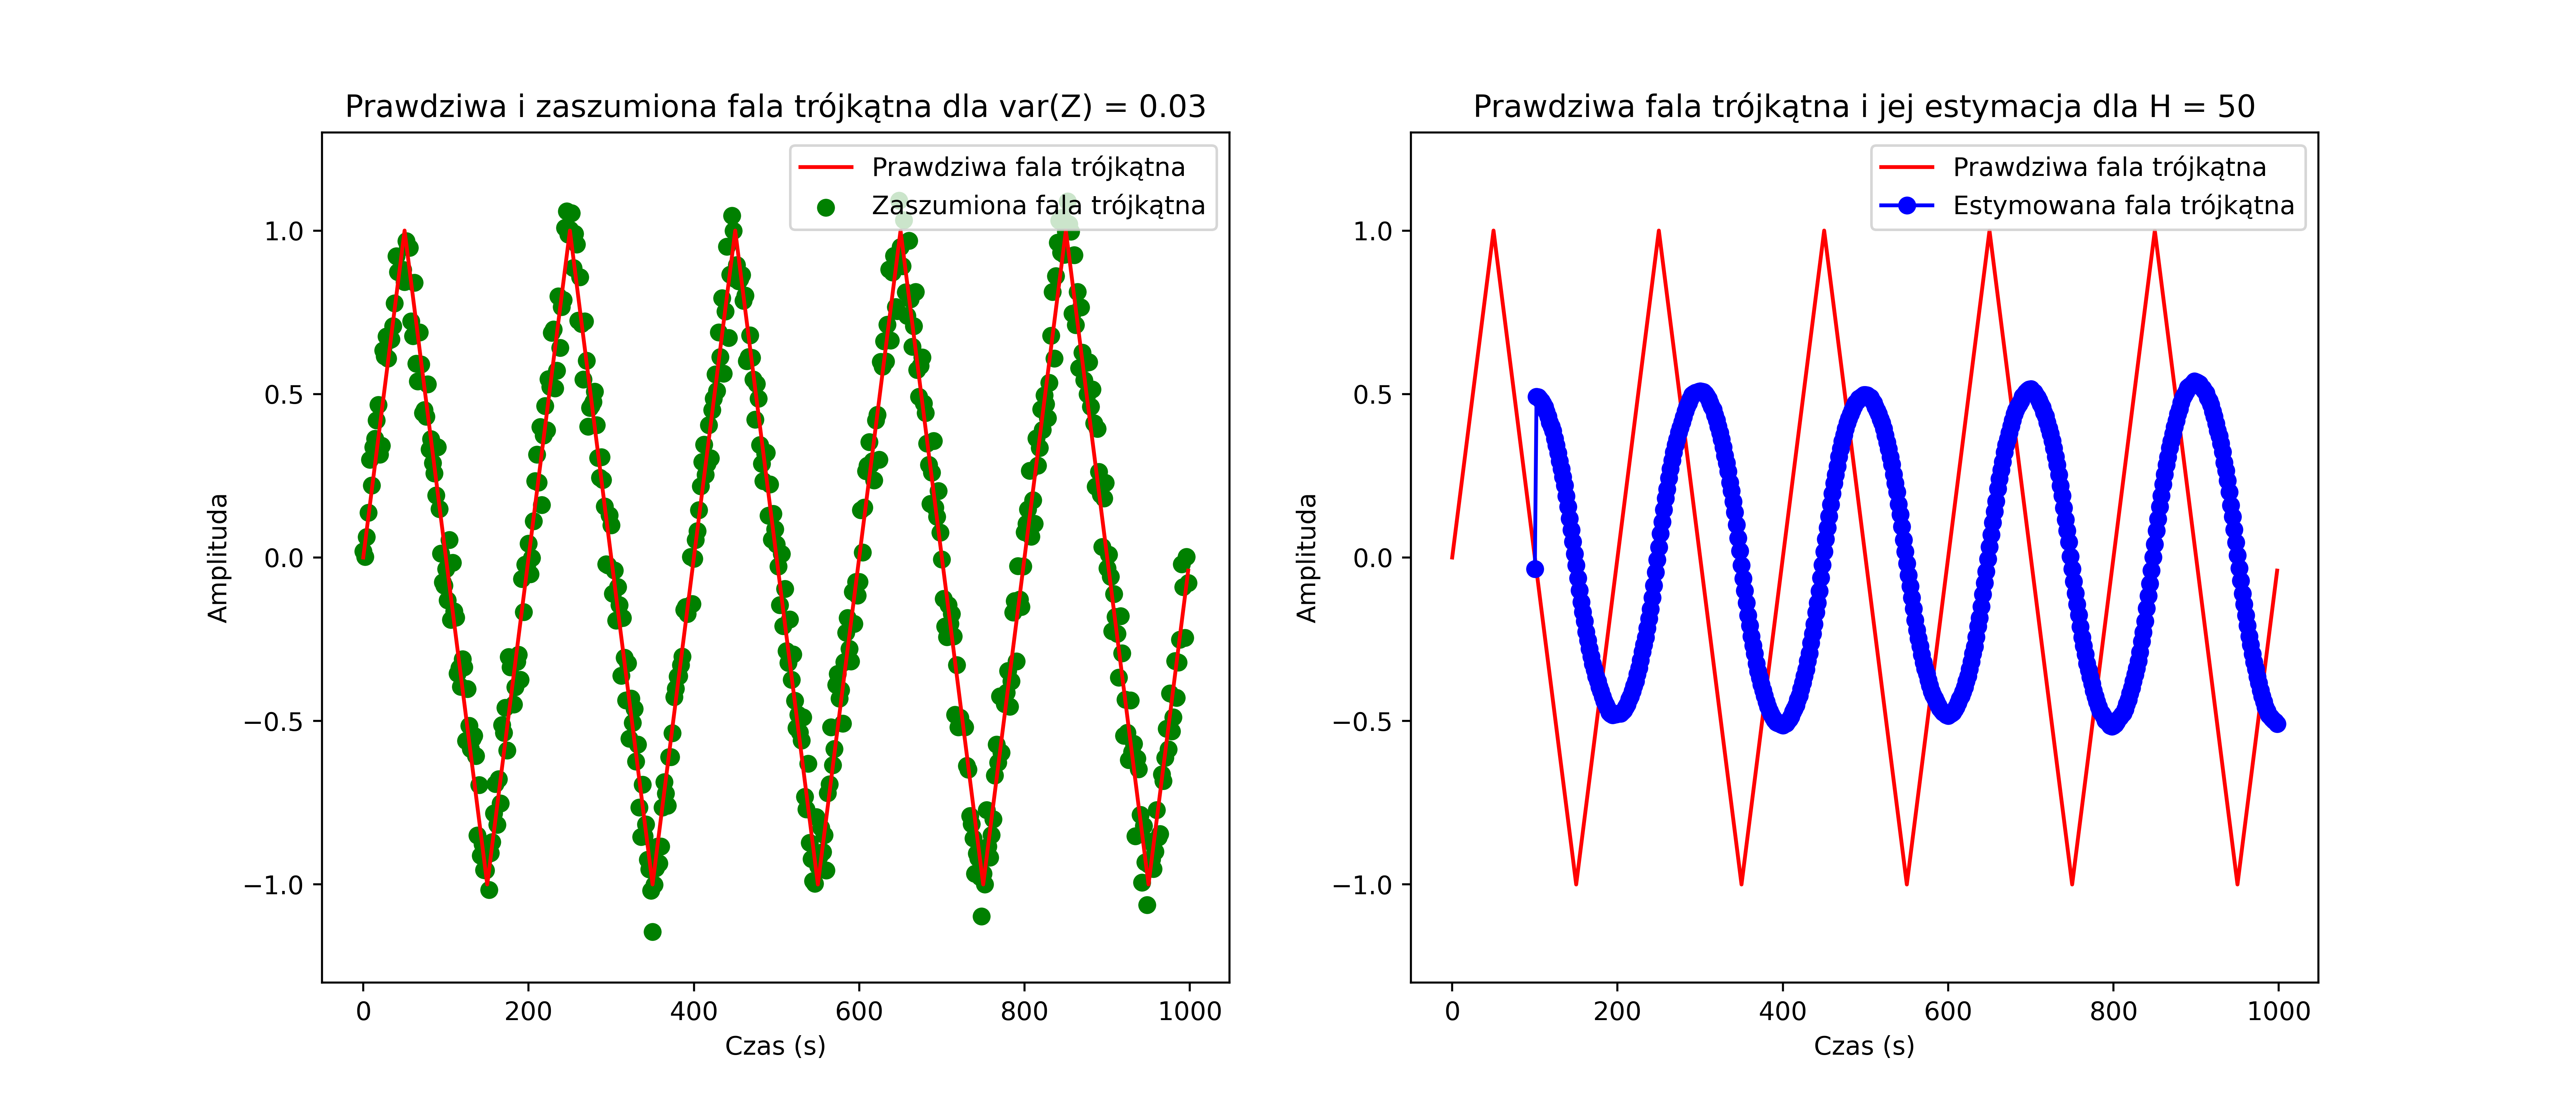 Prawdziwa i zaszumiona fala trójkątna dla var(Z) = 0.03
Prawdziwa fala trójkątna
Zaszumiona fala trójkątna
1.0
0.5
0.0
−0.5
−1.0
Amplituda
0 200 400 600 800 1000
Czas (s)
Prawdziwa fala trójkątna i jej estymacja dla H = 50
Prawdziwa fala trójkątna
Estymowana fala trójkątna
1.0
0.5
0.0
−0.5
−1.0
Amplituda
0 200 400 600 800 1000
Czas (s)